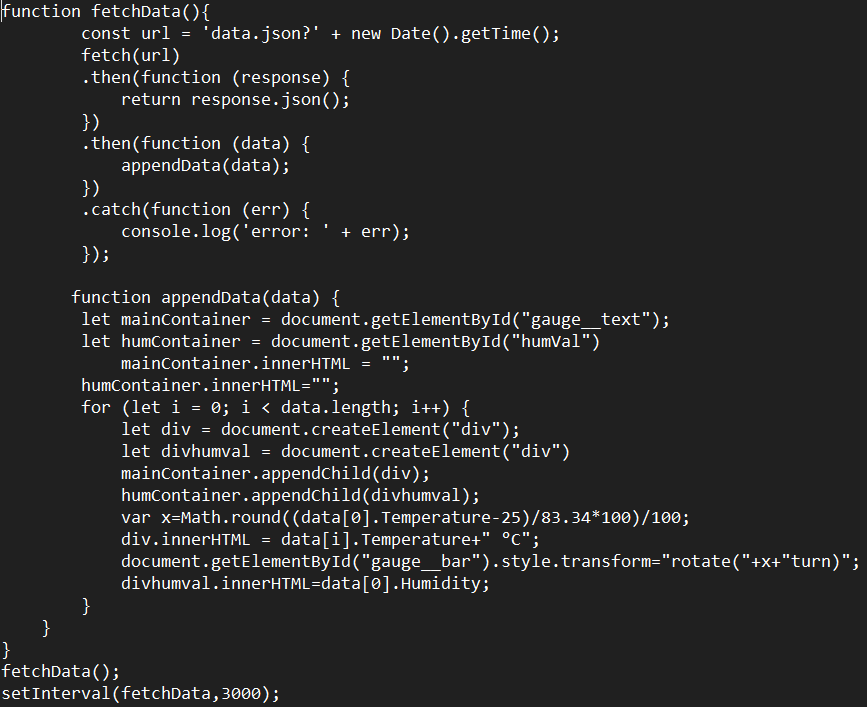 function fetchData(){
        const url = 'data.json?' + new Date().getTime();
        fetch(url)
        .then(function (response) {
            return response.json();
        })
        .then(function (data) {
            appendData(data);
        })
        .catch(function (err) {
            console.log('error: ' + err);
        });

       function appendData(data) {
        let mainContainer = document.getElementById("gauge__text");
        let humContainer = document.getElementById("humVal")
            mainContainer.innerHTML = "";
        humContainer.innerHTML="";
        for (let i = 0; i < data.length; i++) {
            let div = document.createElement("div");
            let divhumval = document.createElement("div")
            mainContainer.appendChild(div);
            humContainer.appendChild(divhumval);
            var x=Math.round((data[0].Temperature-25)/83.34*100)/100;
            div.innerHTML = data[i].Temperature+" °C";
            document.getElementById("gauge__bar").style.transform="rotate("+x+"turn)";
            divhumval.innerHTML=data[0].Humidity;
        }
    }
}
fetchData();
setInterval(fetchData,3000);